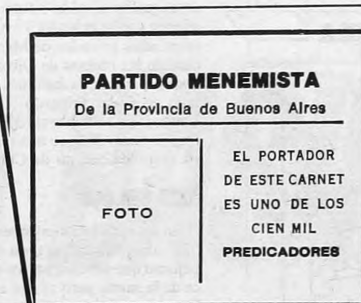 PARTIDO MENEMISTA
De la Provincia de Buenos Aires
FOTO
EL PORTADOR
DE ESTE CARNET
ES UNO DE LOS
CIEN MIL
PREDICADORES